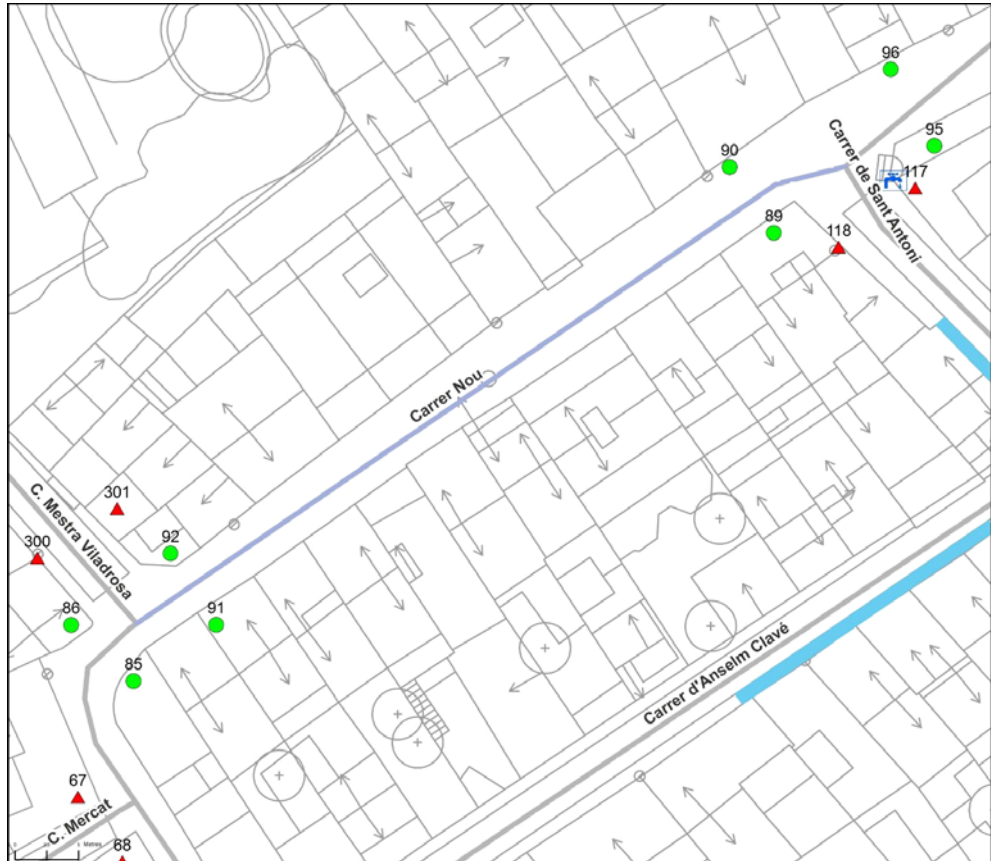 96
95
90
117
Carrer de Sant Antoni
89
118
Carrer Nou
301
C. Mestra Viladrosa
300
92
86
91
85
Carrer d'Anselm Clavé
67
C. Mercat
68